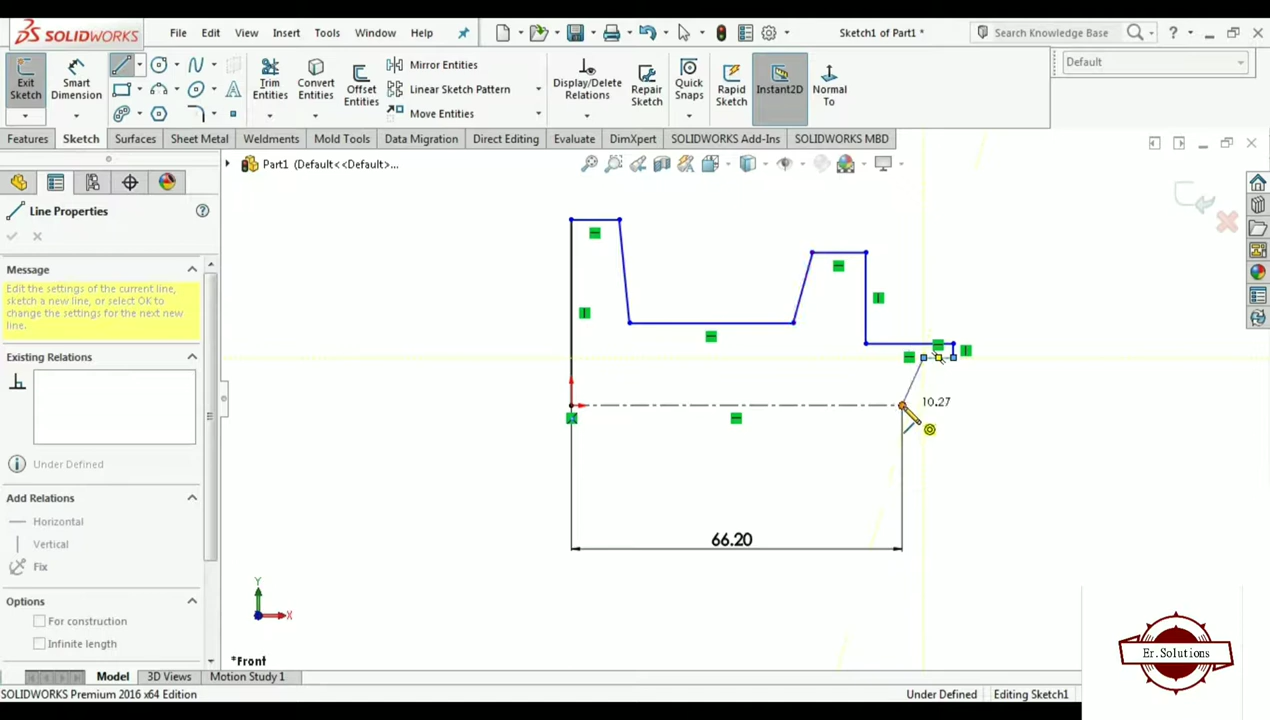 SOLIDWORKS File Edit View Insert Tools Window Help Sketch1 of Part1 * Search Knowledge Base ?
Exit Sketch
Smart Dimension
Trim Entities
Convert Entities
Offset Entities
Mirror Entities
Linear Sketch Pattern
Move Entities
Display/Delete Relations
Repair Sketch
Quick Snaps
Rapid Sketch
Instant2D
Normal To
Default
Features Sketch Surfaces Sheet Metal Weldments Mold Tools Data Migration Direct Editing Evaluate DimXpert SOLIDWORKS Add-Ins SOLIDWORKS MBD
Part1 (Default<<Default>...
Line Properties
Message
Edit the settings of the current line,
sketch a new line, or select OK to
change the settings for the next new
line.
Existing Relations
Under Defined
Add Relations
Horizontal
Vertical
Fix
Options
For construction
Infinite length
10.27
66.20
Y
X
*Front
Er.Solutions
Model 3D Views Motion Study 1
SOLIDWORKS Premium 2016 x64 Edition Under Defined Editing Sketch1